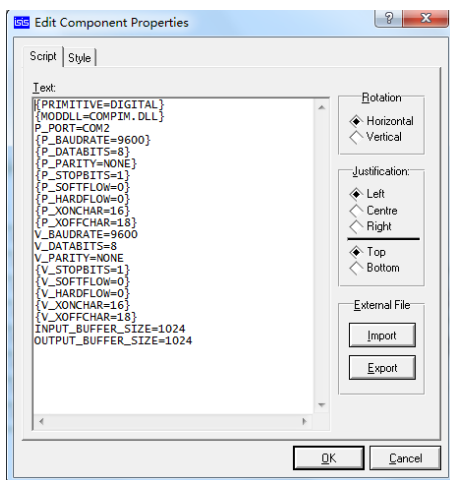 isis Edit Component Properties
Script Style
Text:
{PRIMITIVE=DIGITAL}
{MODDLL=COMPIM.DLL}
P_PORT=COM2
{P_BAUDRATE=9600}
{P_DATABITS=8}
{P_PARITY=NONE}
{P_STOPBITS=1}
{P_SOFTFLOW=0}
{P_HARDFLOW=0}
{P_XONCHAR=16}
{P_XOFFCHAR=18}
V_BAUDRATE=9600
V_DATABITS=8
V_PARITY=NONE
{V_STOPBITS=1}
{V_SOFTFLOW=0}
{V_HARDFLOW=0}
{V_XONCHAR=16}
{V_XOFFCHAR=18}
INPUT_BUFFER_SIZE=1024
OUTPUT_BUFFER_SIZE=1024
Rotation
Horizontal
Vertical
Justification:
Left
Centre
Right
Top
Bottom
External File
Import
Export
OK Cancel